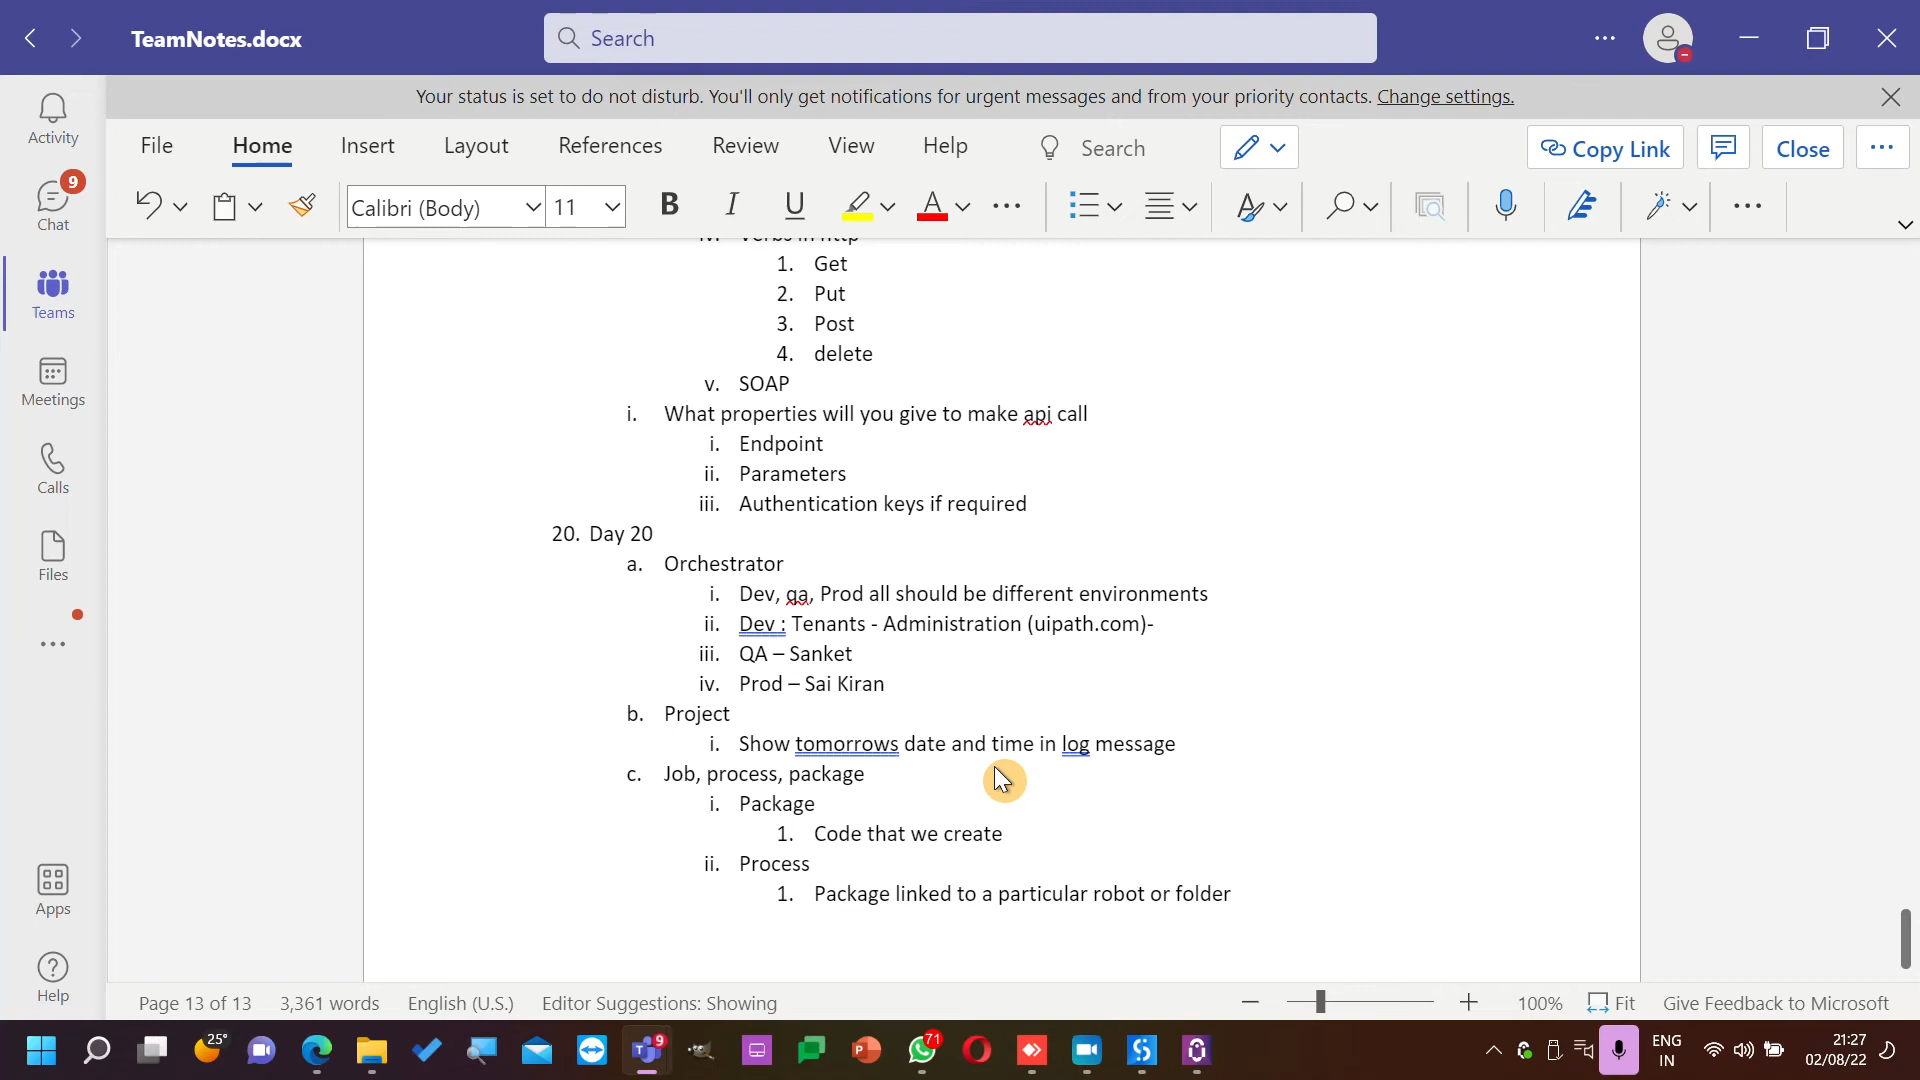 TeamNotes.docx
Search
Your status is set to do not disturb. You'll only get notifications for urgent messages and from your priority contacts. Change settings.
File Home Insert Layout References Review View Help Search Copy Link Close
Calibri (Body) 11
Activity
9
Chat
Teams
Meetings
Calls
Files
Apps
Help
iv. Verbs in http
1. Get
2. Put
3. Post
4. delete
v. SOAP
i. What properties will you give to make api call
i. Endpoint
ii. Parameters
iii. Authentication keys if required
20. Day 20
a. Orchestrator
i. Dev, qa, Prod all should be different environments
ii. Dev : Tenants - Administration (uipath.com)-
iii. QA – Sanket
iv. Prod – Sai Kiran
b. Project
i. Show tomorrows date and time in log message
c. Job, process, package
i. Package
1. Code that we create
ii. Process
1. Package linked to a particular robot or folder
Page 13 of 13 3,361 words English (U.S.) Editor Suggestions: Showing 100% Fit Give Feedback to Microsoft
25° 9 71 ENG IN 21:27 02/08/22